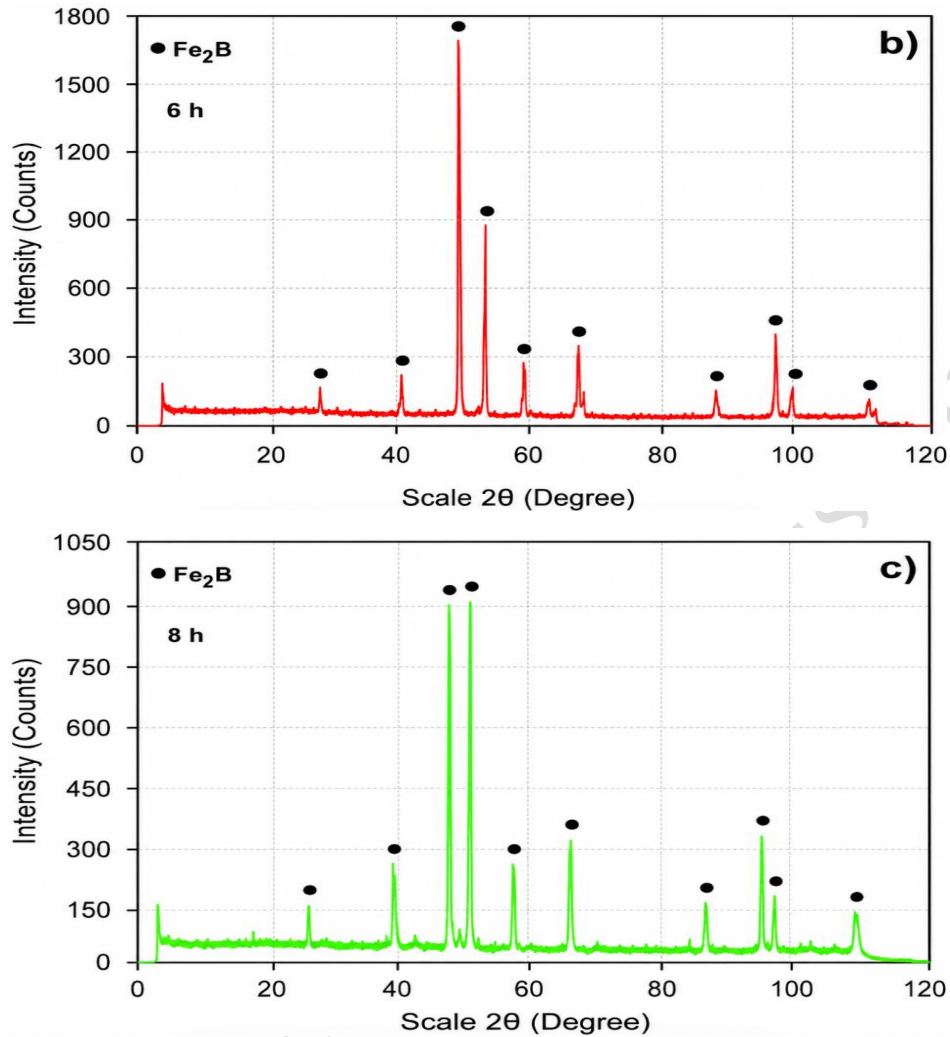 1800
b)
● Fe₂B
1500
6 h
1200
900
600
300
0
Intensity (Counts)
0 20 40 60 80 100 120
Scale 2θ (Degree)
1050
c)
● Fe₂B
900
8 h
750
600
450
300
150
0
Intensity (Counts)
0 20 40 60 80 100 120
Scale 2θ (Degree)